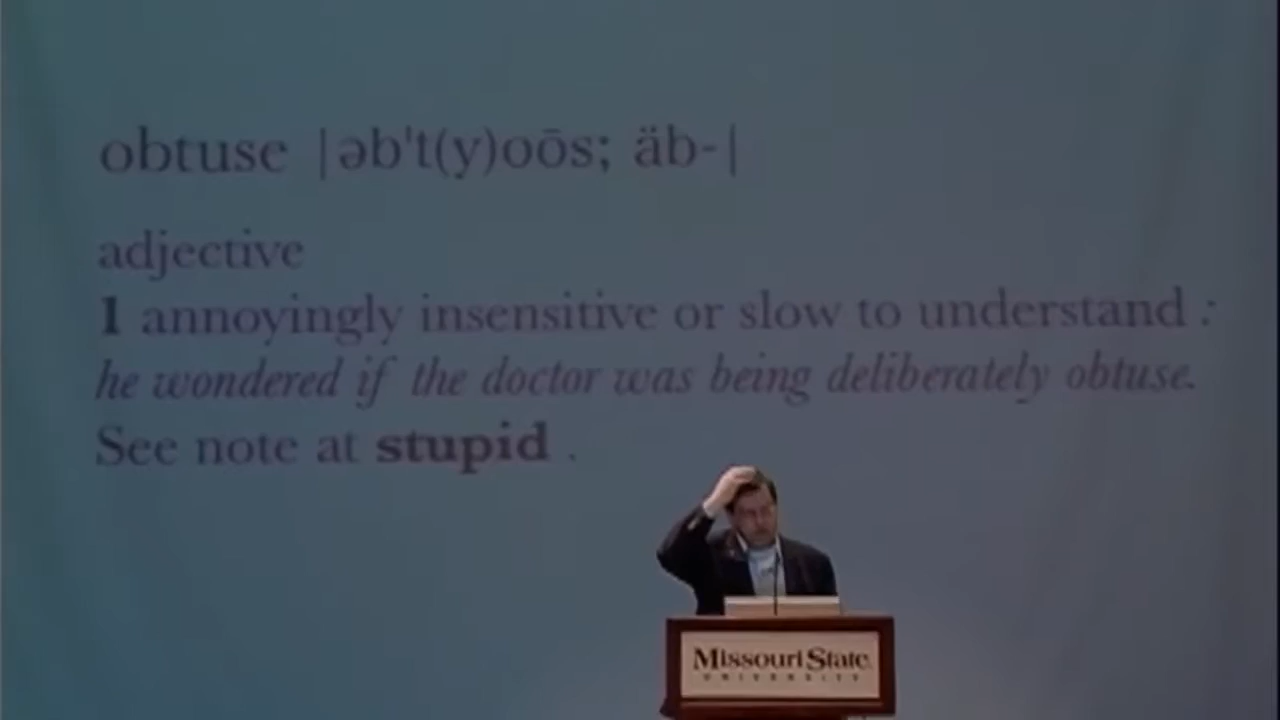 obtuse |əb't(y)oōs; äb-|
adjective
1 annoyingly insensitive or slow to understand :
he wondered if the doctor was being deliberately obtuse.
See note at stupid .
Missouri State
UNIVERSITY